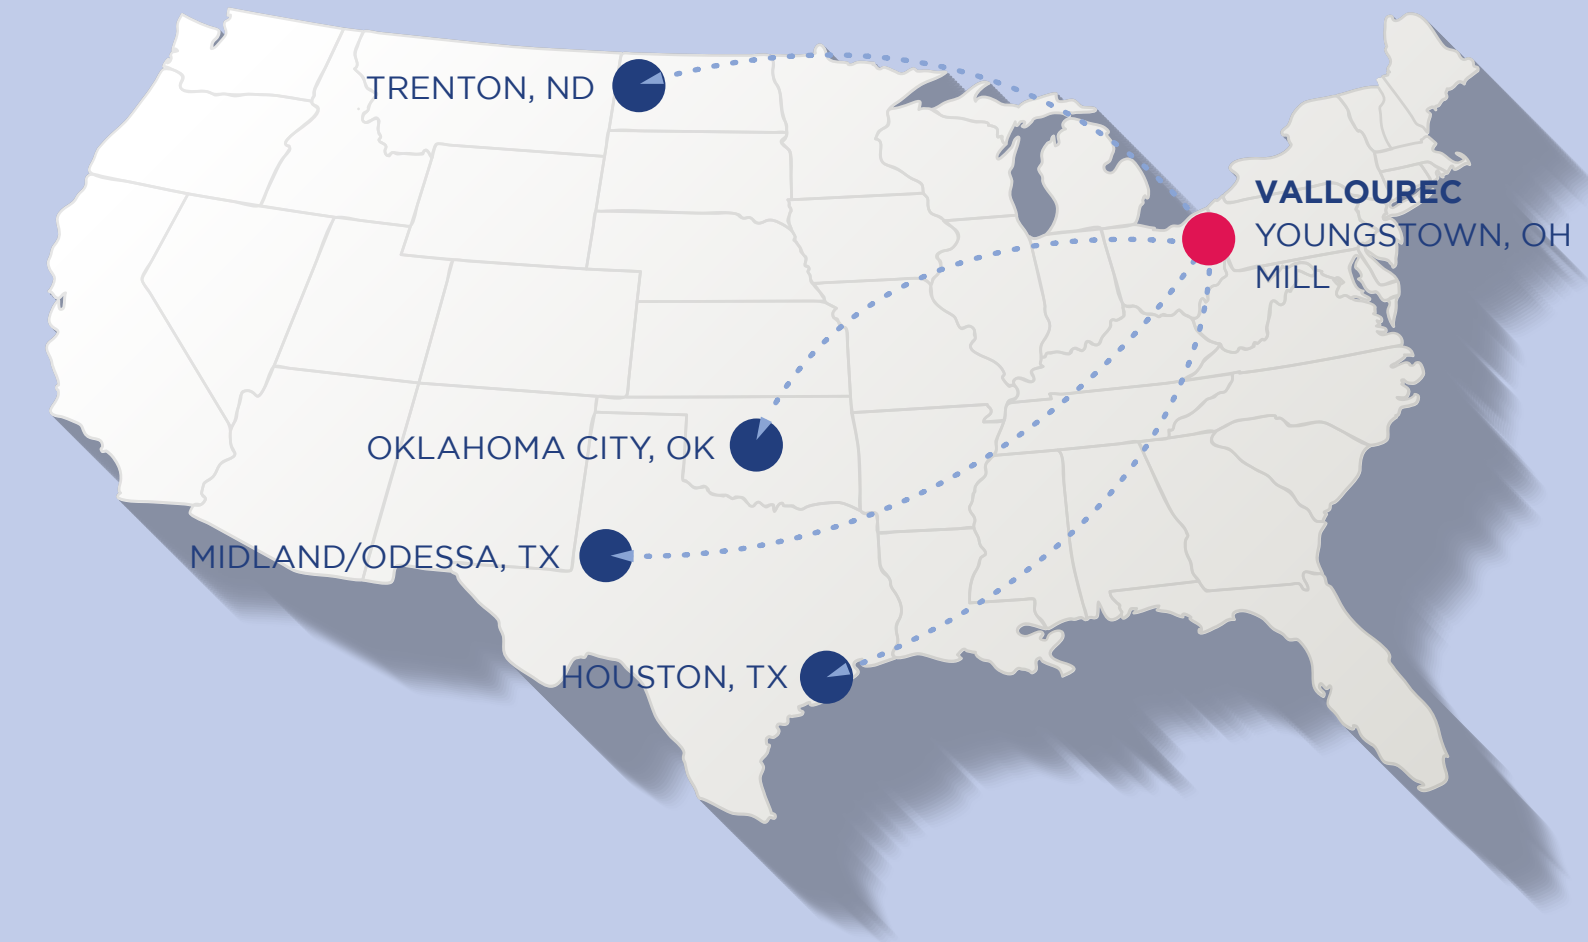 TRENTON, ND
VALLOUREC
YOUNGSTOWN, OH
MILL
OKLAHOMA CITY, OK
MIDLAND/ODESSA, TX
HOUSTON, TX